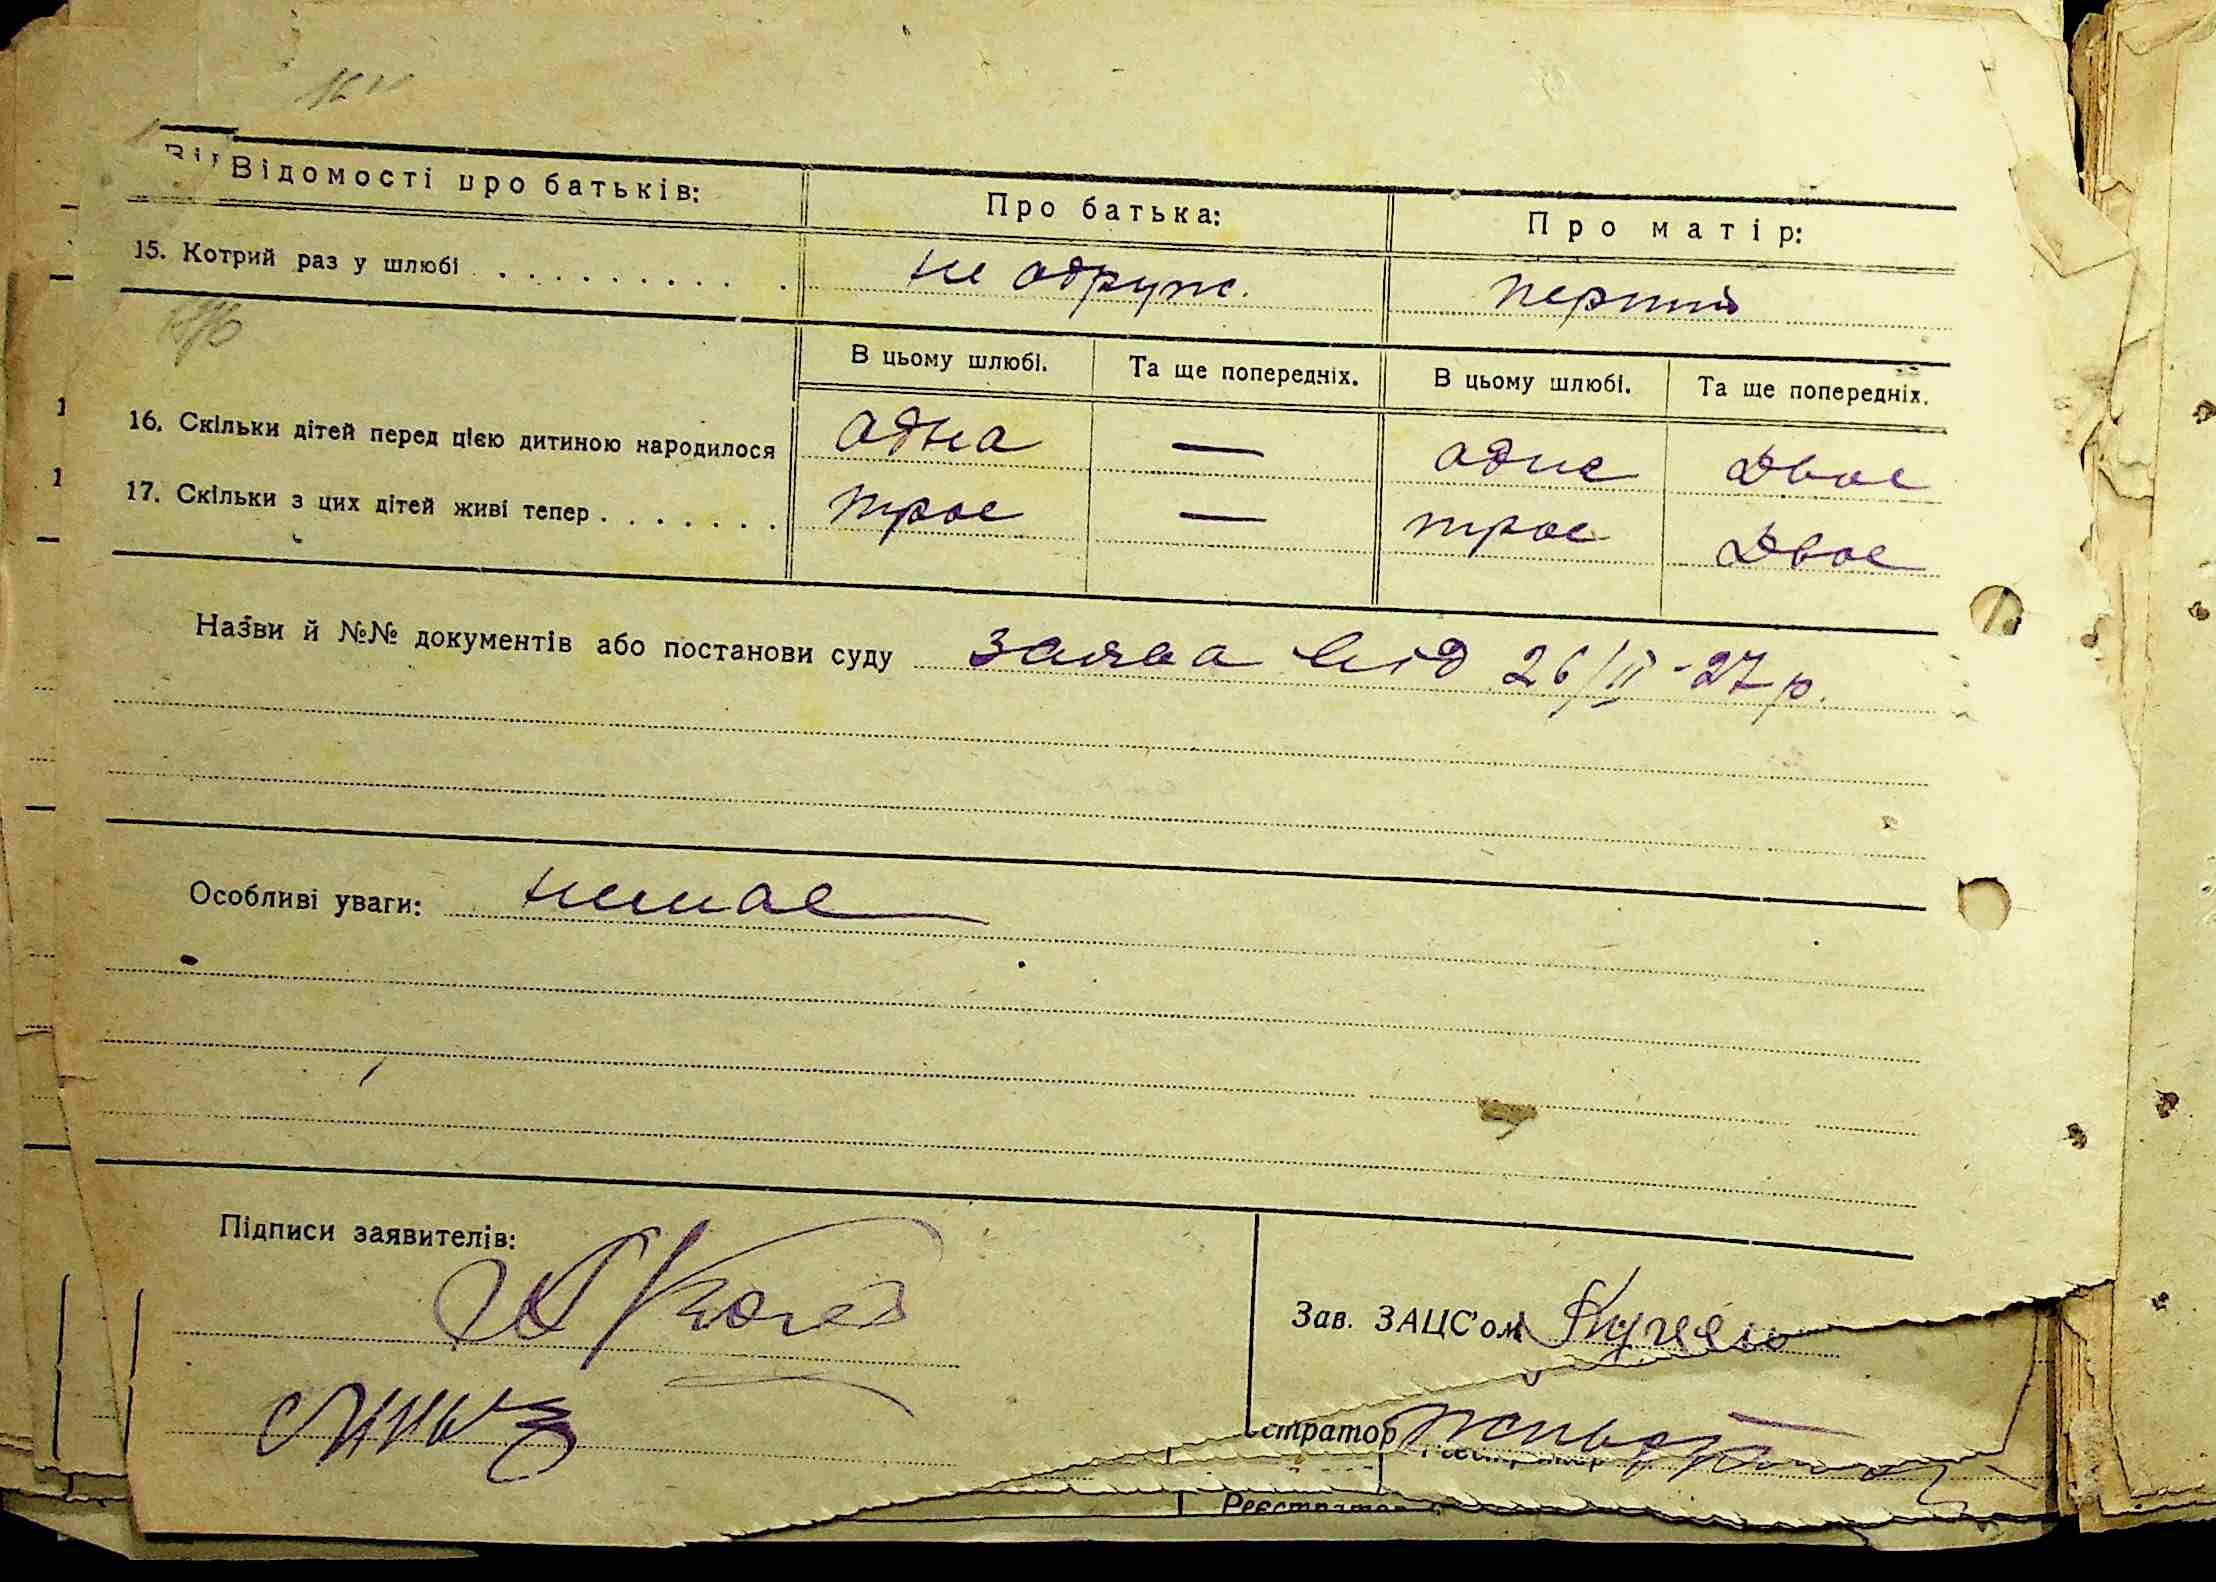 Відомості про батьків: Про батька: Про матір:
15. Котрий раз у шлюбі . . . . . . . . . . не одруж. перший
В цьому шлюбі. Та ще попередніх. В цьому шлюбі. Та ще попередніх.
16. Скільки дітей перед цією дитиною народилося одна — одна Двоє
17. Скільки з цих дітей живі тепер . . . . . . . троє — троє Двоє
Назви й №№ документів або постанови суду заява від 26/II-27 р.
Особливі уваги: немає
Підписи заявителів:
Зав. ЗАЦС'ом
стратор
Реєстратор